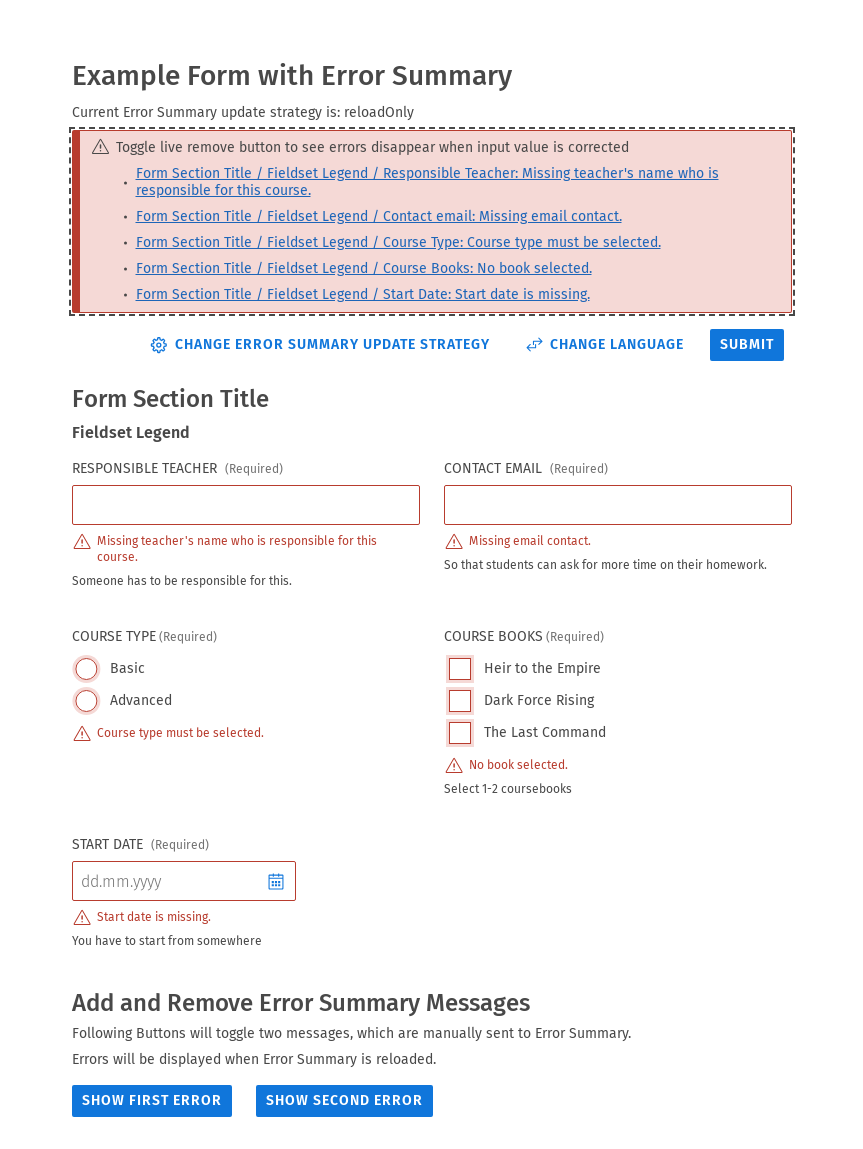 Example Form with Error Summary
Current Error Summary update strategy is: reloadOnly
Toggle live remove button to see errors disappear when input value is corrected
• Form Section Title / Fieldset Legend / Responsible Teacher: Missing teacher's name who is
responsible for this course.
• Form Section Title / Fieldset Legend / Contact email: Missing email contact.
• Form Section Title / Fieldset Legend / Course Type: Course type must be selected.
• Form Section Title / Fieldset Legend / Course Books: No book selected.
• Form Section Title / Fieldset Legend / Start Date: Start date is missing.
CHANGE ERROR SUMMARY UPDATE STRATEGY CHANGE LANGUAGE SUBMIT
Form Section Title
Fieldset Legend
RESPONSIBLE TEACHER (Required)
Missing teacher's name who is responsible for this
course.
Someone has to be responsible for this.
CONTACT EMAIL (Required)
Missing email contact.
So that students can ask for more time on their homework.
COURSE TYPE (Required)
Basic
Advanced
Course type must be selected.
COURSE BOOKS (Required)
Heir to the Empire
Dark Force Rising
The Last Command
No book selected.
Select 1-2 coursebooks
START DATE (Required)
dd.mm.yyyy
Start date is missing.
You have to start from somewhere
Add and Remove Error Summary Messages
Following Buttons will toggle two messages, which are manually sent to Error Summary.
Errors will be displayed when Error Summary is reloaded.
SHOW FIRST ERROR SHOW SECOND ERROR